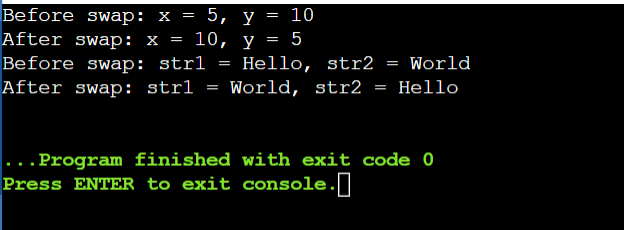 Before swap: x = 5, y = 10
After swap: x = 10, y = 5
Before swap: str1 = Hello, str2 = World
After swap: str1 = World, str2 = Hello
...Program finished with exit code 0
Press ENTER to exit console.